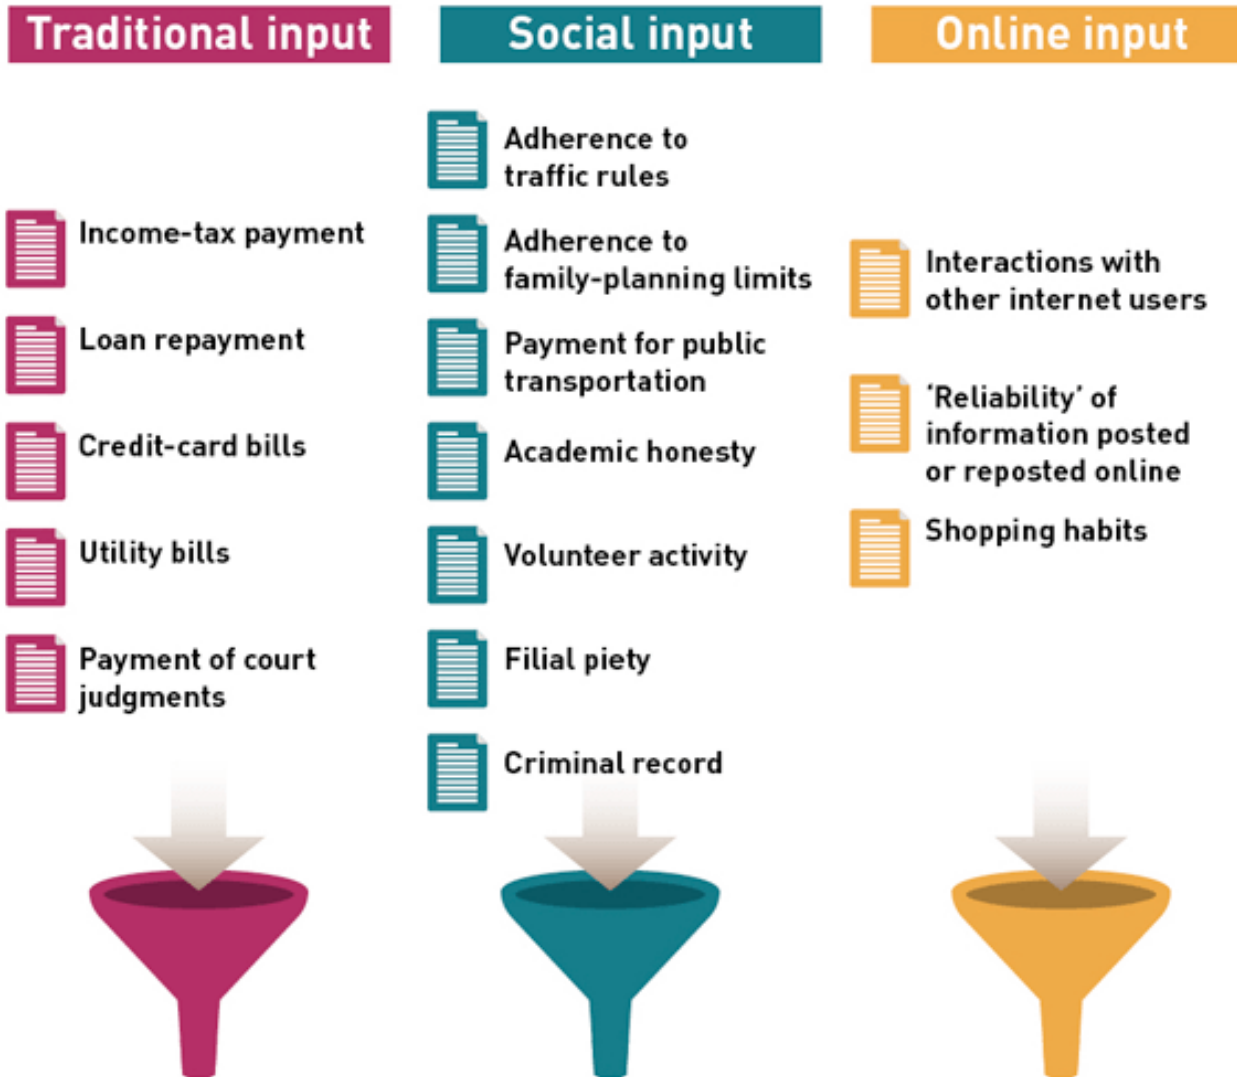 Traditional input
Income-tax payment
Loan repayment
Credit-card bills
Utility bills
Payment of court
judgments
Social input
Adherence to
traffic rules
Adherence to
family-planning limits
Payment for public
transportation
Academic honesty
Volunteer activity
Filial piety
Criminal record
Online input
Interactions with
other internet users
‘Reliability’ of
information posted
or reposted online
Shopping habits